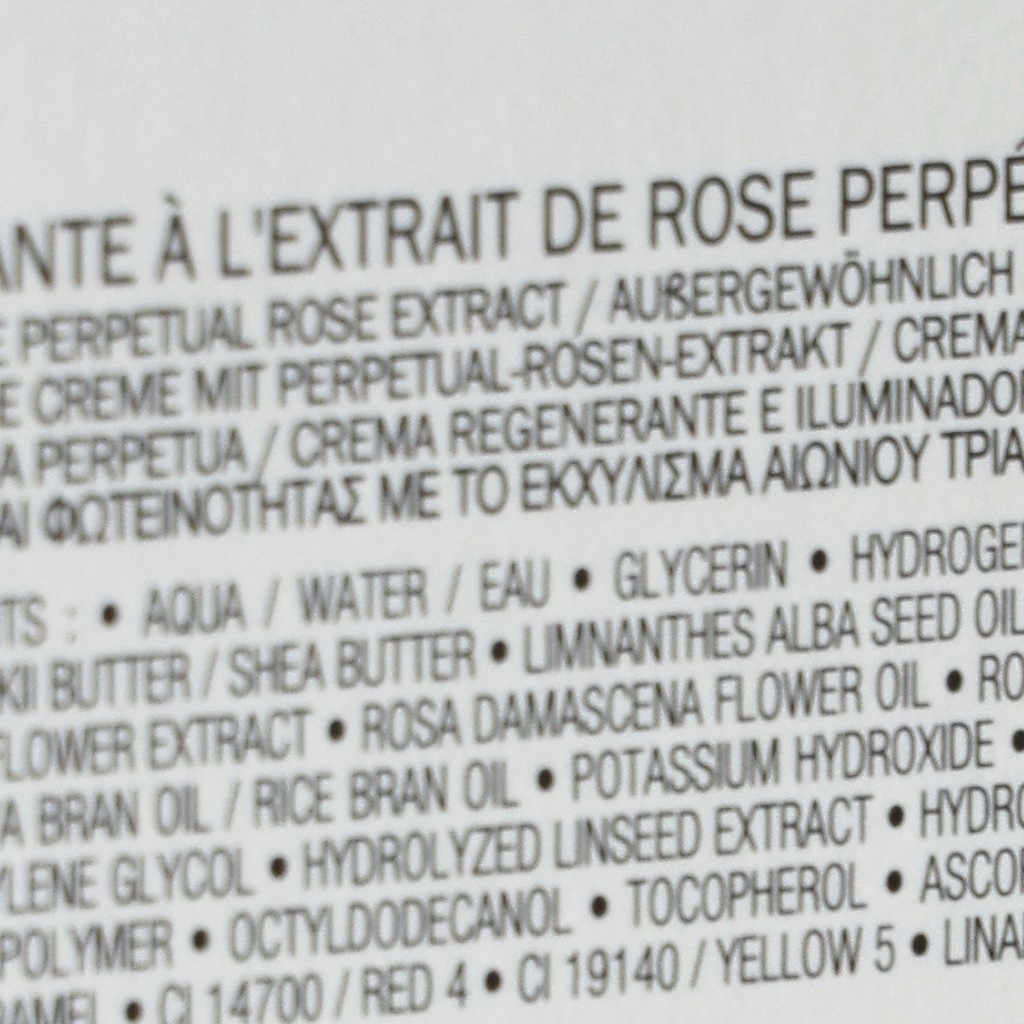 ANTE À L'EXTRAIT DE ROSE PERPÉ
E PERPETUAL ROSE EXTRACT / AUßERGEWÖHNLICH
E CREME MIT PERPETUAL-ROSEN-EXTRAKT / CREMA
A PERPETUA / CREMA REGENERANTE E ILUMINADOR
ΑΙ ΦΩΤΕΙΝΟΤΗΤΑΣ ΜΕ ΤΟ ΕΚΧΥΛΙΣΜΑ ΑΙΩΝΙΟΥ ΤΡΙΑ
TS : • AQUA / WATER / EAU • GLYCERIN • HYDROGEN
KII BUTTER / SHEA BUTTER • LIMNANTHES ALBA SEED OIL
FLOWER EXTRACT • ROSA DAMASCENA FLOWER OIL • RO
A BRAN OIL / RICE BRAN OIL • POTASSIUM HYDROXIDE •
YLENE GLYCOL • HYDROLYZED LINSEED EXTRACT • HYDRO
POLYMER • OCTYLDODECANOL • TOCOPHEROL • ASCOR
RAMEL • CI 14700 / RED 4 • CI 19140 / YELLOW 5 • LINA